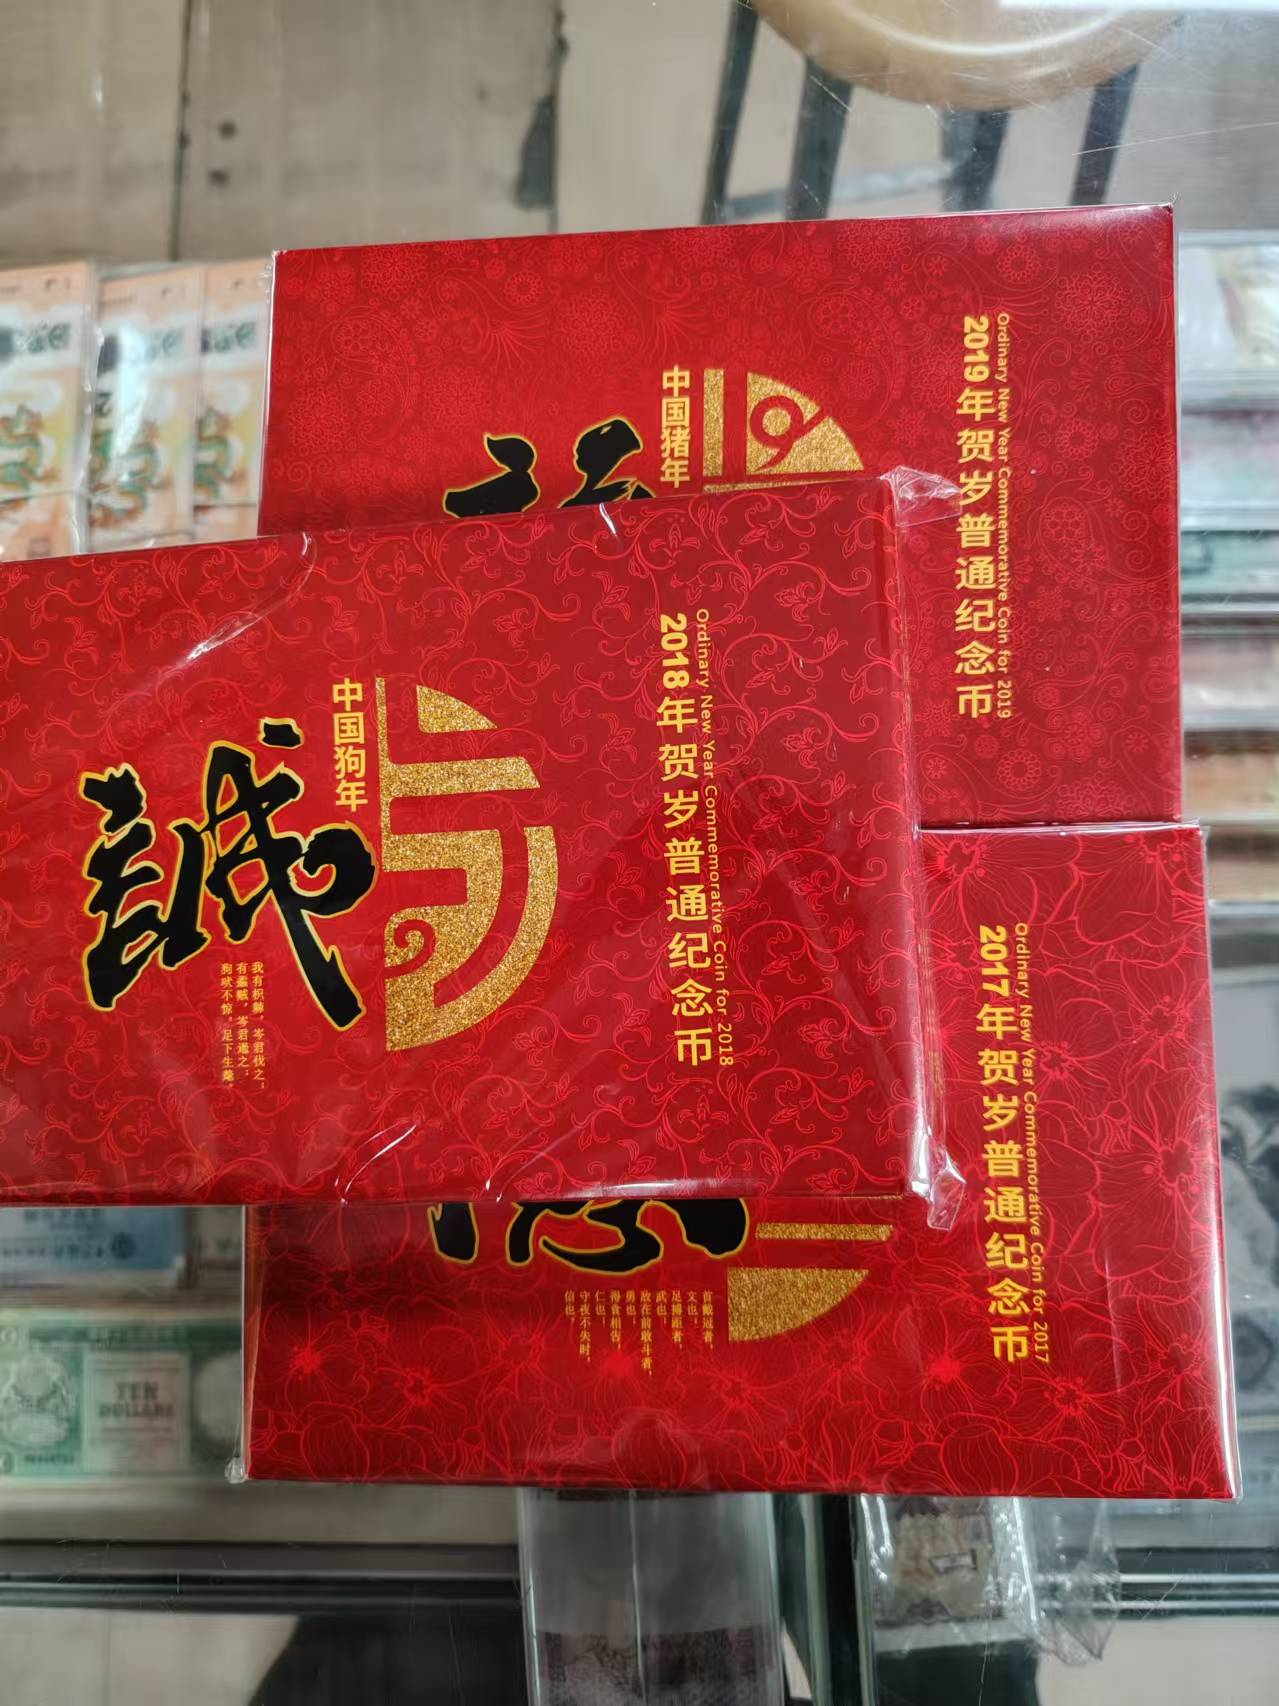 中国猪年
19
2019年贺岁普通纪念币
Ordinary New Year Commemorative Coin for 2019
誠
中国狗年
我有枳棘，岑君伐之；
有蟊贼，岑君遏之；
狗吠不惊，足下生氂。
2018年贺岁普通纪念币
Ordinary New Year Commemorative Coin for 2018
首戴冠者，
文也！
足搏距者，
武也！
敌在前敢斗者，
勇也！
得食相告，
仁也！
守夜不失时，
信也！
2017年贺岁普通纪念币
Ordinary New Year Commemorative Coin for 2017
TEN
DOLLARS